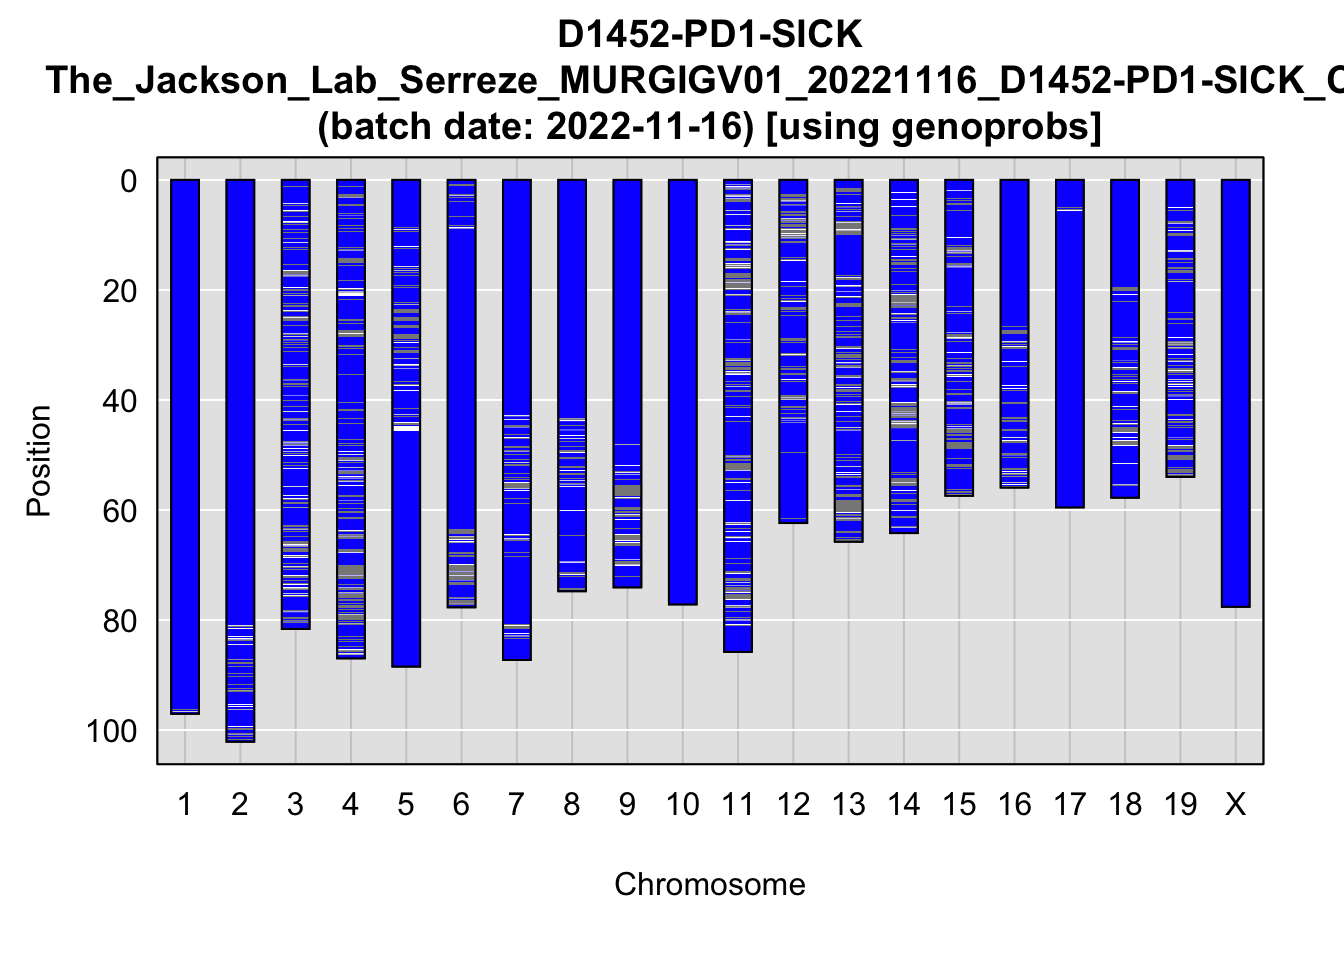 D1452-PD1-SICK
The_Jackson_Lab_Serreze_MURGIGV01_20221116_D1452-PD1-SICK_C
(batch date: 2022-11-16) [using genoprobs]
Position
0
20
40
60
80
100
1 2 3 4 5 6 7 8 9 10 11 12 13 14 15 16 17 18 19 X
Chromosome